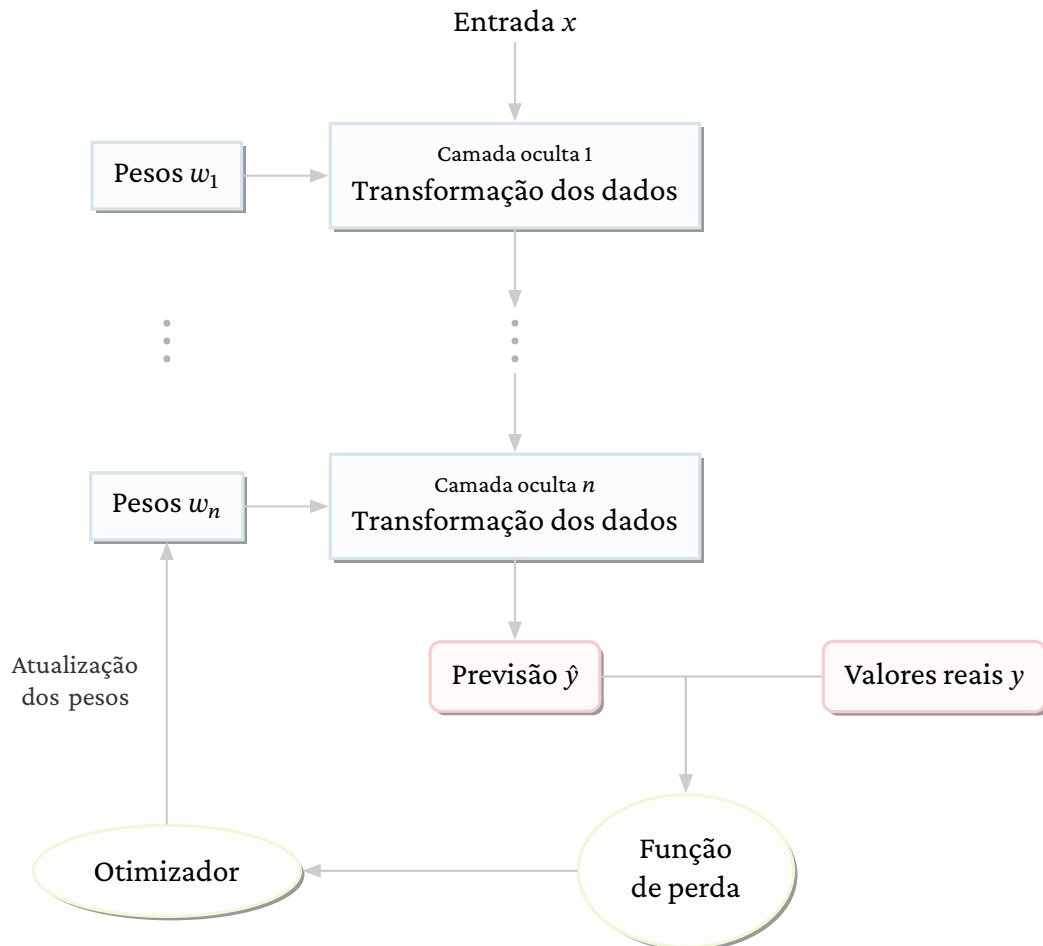 Entrada x
Camada oculta 1
Pesos w₁
Transformação dos dados
Camada oculta n
Pesos wₙ
Transformação dos dados
Atualização
dos pesos
Previsão ŷ
Valores reais y
Otimizador
Função
de perda